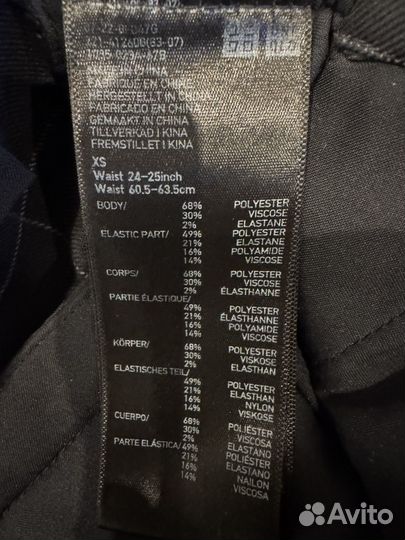 MADE IN CHINA
FABRIQUÉ EN CHINE
HERGESTELLT IN CHINA
FABRICADO EN CHINA
GEMAAKT IN CHINA
TILLVERKAD I KINA
FREMSTILLET I KINA
XS
Waist 24-25inch
Waist 60.5-63.5cm
BODY/ 68% POLYESTER
30% VISCOSE
2% ELASTANE
ELASTIC PART/ 49% POLYESTER
21% ELASTANE
16% POLYAMIDE
14% VISCOSE
CORPS/ 68% POLYESTER
30% VISCOSE
2% ÉLASTHANNE
PARTIE ÉLASTIQUE/
49% POLYESTER
21% ÉLASTHANNE
16% POLYAMIDE
14% VISCOSE
KÖRPER/ 68% POLYESTER
30% VISKOSE
2% ELASTHAN
ELASTISCHES TEIL/
49% POLYESTER
21% ELASTHAN
16% NYLON
14% VISKOSE
CUERPO/ 68% POLIÉSTER
30% VISCOSA
2% ELASTANO
PARTE ELÁSTICA/ 49% POLIÉSTER
21% ELASTANO
16% NAILON
14% VISCOSA
Avito